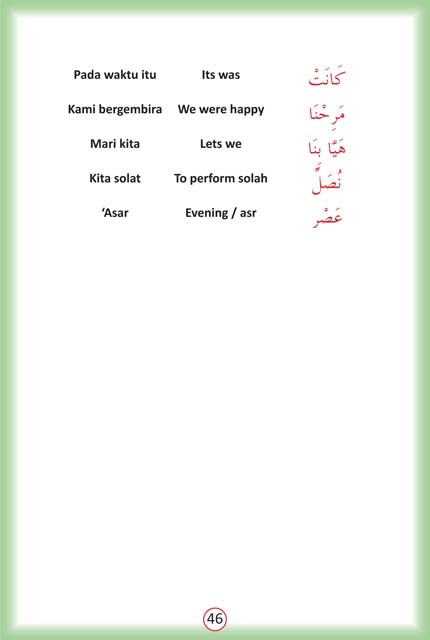 Pada waktu itu Its was كَانَتْ
Kami bergembira We were happy مَرِحْنَا
Mari kita Lets we هَيَّا بِنَا
Kita solat To perform solah نُصَلِّ
‘Asar Evening / asr عَصْر
46